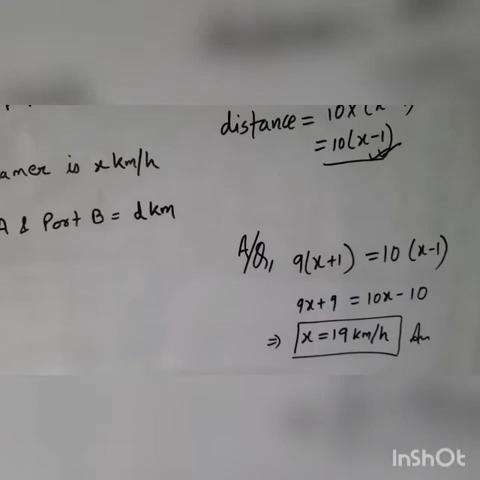 distance =
= 10(x-1)
amer is x km/h
A & Port B = d km
A/Q, 9(x+1) = 10 (x-1)
9x+9 = 10x-10
⇒ x = 19 km/h Ans
InShOt